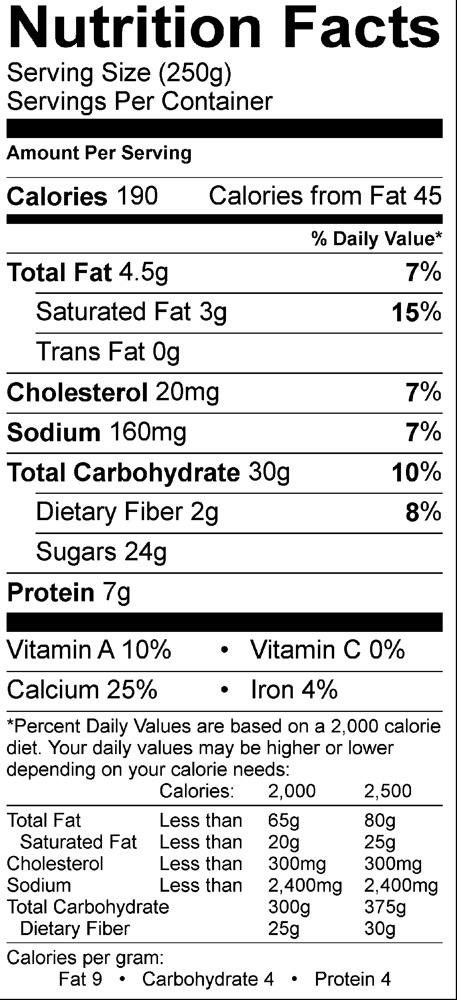 Nutrition Facts
Serving Size (250g)
Servings Per Container
Amount Per Serving
Calories 190 Calories from Fat 45
% Daily Value*
Total Fat 4.5g 7%
Saturated Fat 3g 15%
Trans Fat 0g
Cholesterol 20mg 7%
Sodium 160mg 7%
Total Carbohydrate 30g 10%
Dietary Fiber 2g 8%
Sugars 24g
Protein 7g
Vitamin A 10% • Vitamin C 0%
Calcium 25% • Iron 4%
*Percent Daily Values are based on a 2,000 calorie
diet. Your daily values may be higher or lower
depending on your calorie needs:
Calories: 2,000 2,500
Total Fat Less than 65g 80g
Saturated Fat Less than 20g 25g
Cholesterol Less than 300mg 300mg
Sodium Less than 2,400mg 2,400mg
Total Carbohydrate 300g 375g
Dietary Fiber 25g 30g
Calories per gram:
Fat 9 • Carbohydrate 4 • Protein 4